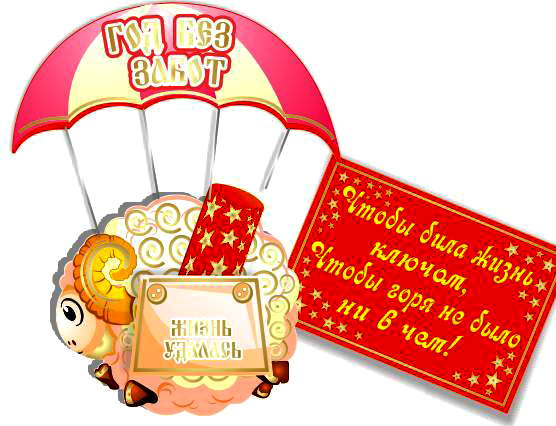 ГОД БЕЗ
ЗАБОТ
Чтобы била жизнь
ключом,
Чтобы горя не было
ни в чем!
ЖИЗНЬ
УДАЛАСЬ